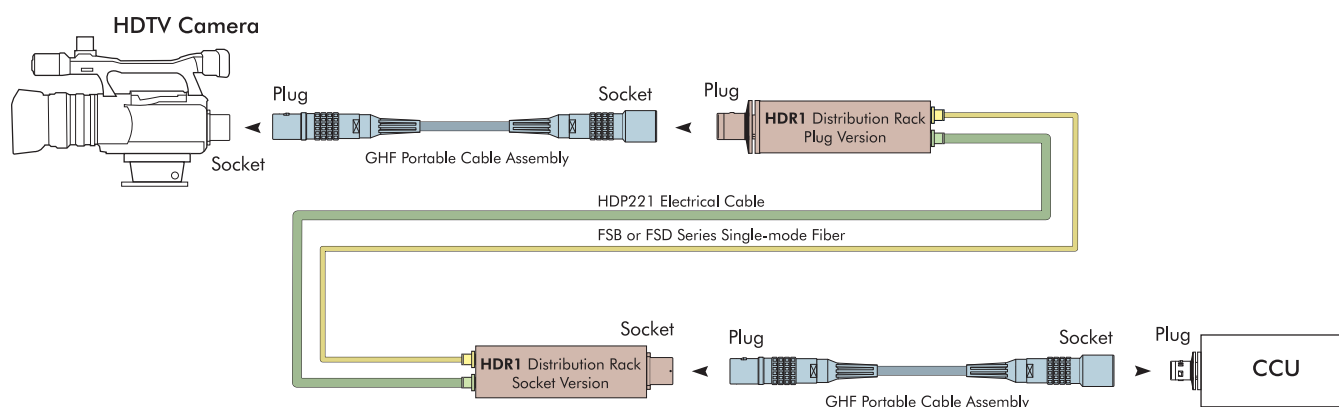 HDTV Camera
Plug
Socket
Plug
HDR1 Distribution Rack
Plug Version
Socket
GHF Portable Cable Assembly
HDP221 Electrical Cable
FSB or FSD Series Single-mode Fiber
Socket
Plug
Socket
Plug
HDR1 Distribution Rack
Socket Version
CCU
GHF Portable Cable Assembly